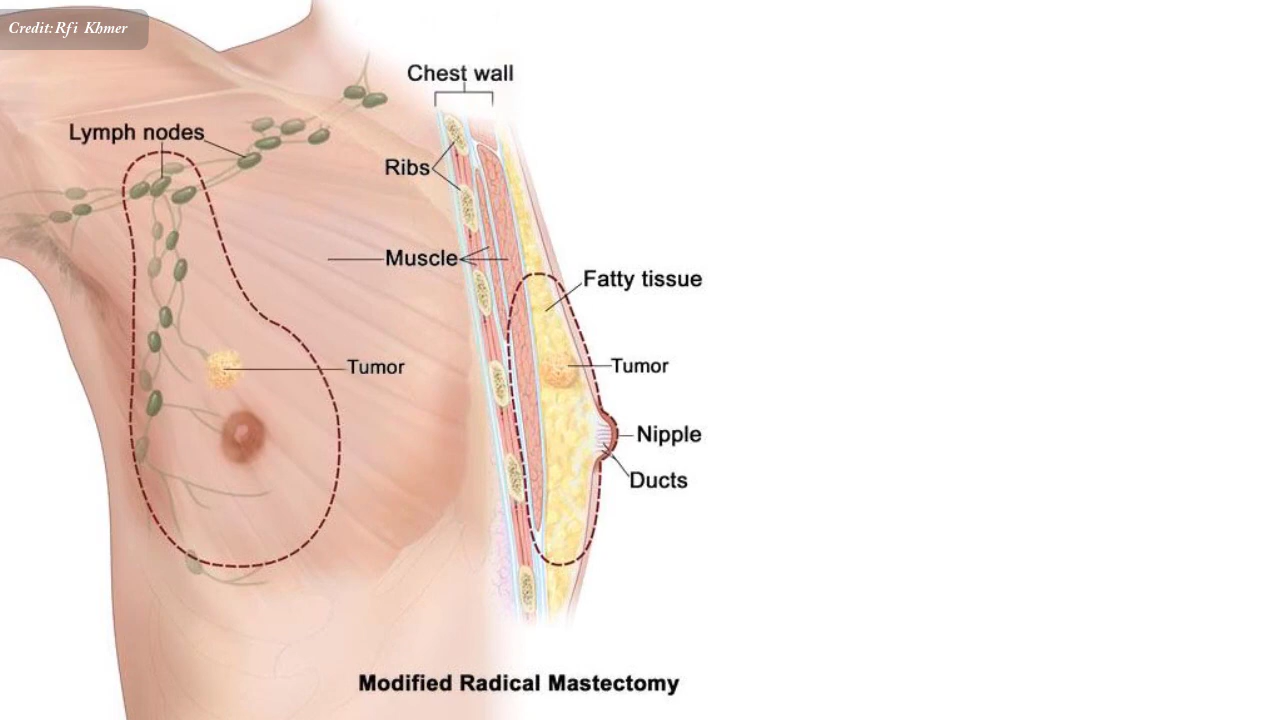 Credit:Rfi Khmer
Chest wall
Lymph nodes
Ribs
Muscle
Fatty tissue
Tumor
Tumor
Nipple
Ducts
Modified Radical Mastectomy